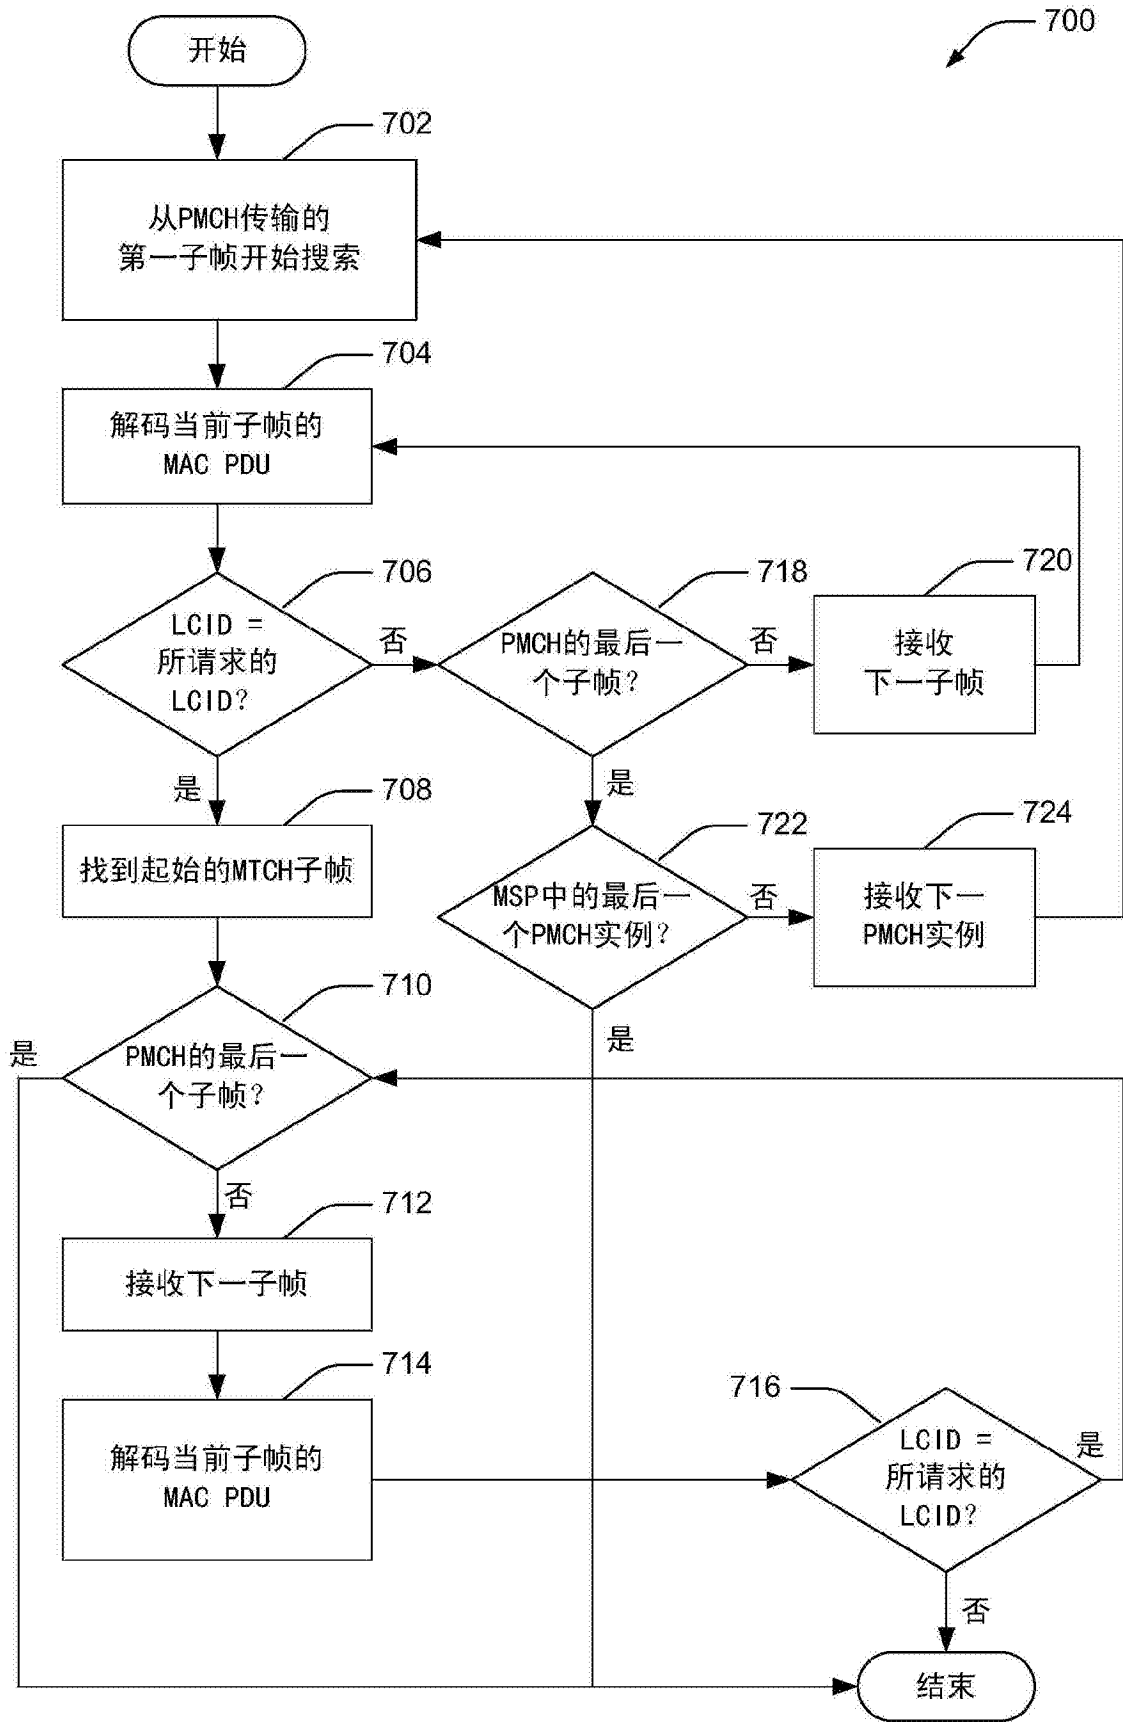 700
开始
702
从PMCH传输的
第一子帧开始搜索
704
解码当前子帧的
MAC PDU
706
LCID =
所请求的
LCID?
否
718
PMCH的最后一
个子帧?
否
720
接收
下一子帧
是
是
708
找到起始的MTCH子帧
722
MSP中的最后一
个PMCH实例?
否
724
接收下一
PMCH实例
710
PMCH的最后一
个子帧?
是
是
否
712
接收下一子帧
714
解码当前子帧的
MAC PDU
716
LCID =
所请求的
LCID?
是
否
结束